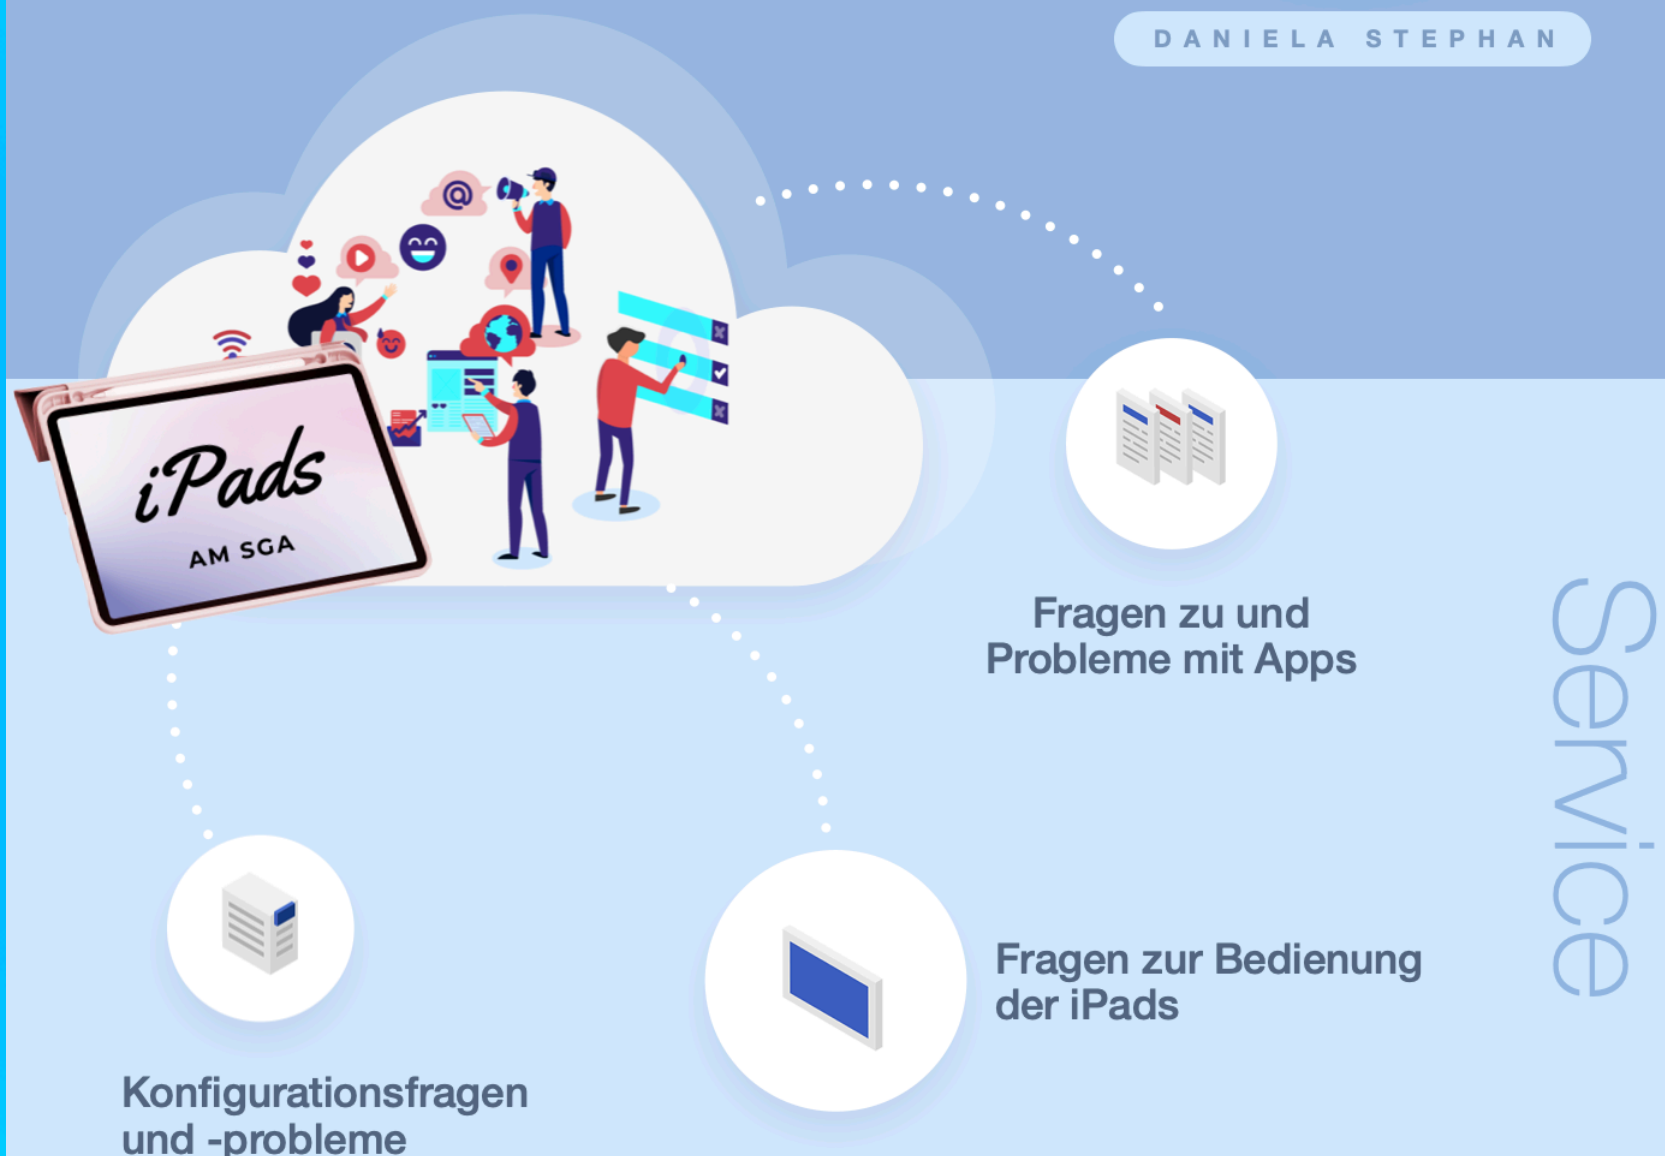 DANIELA STEPHAN
iPads
AM SGA
Fragen zu und
Probleme mit Apps
Service
Fragen zur Bedienung
der iPads
Konfigurationsfragen
und -probleme